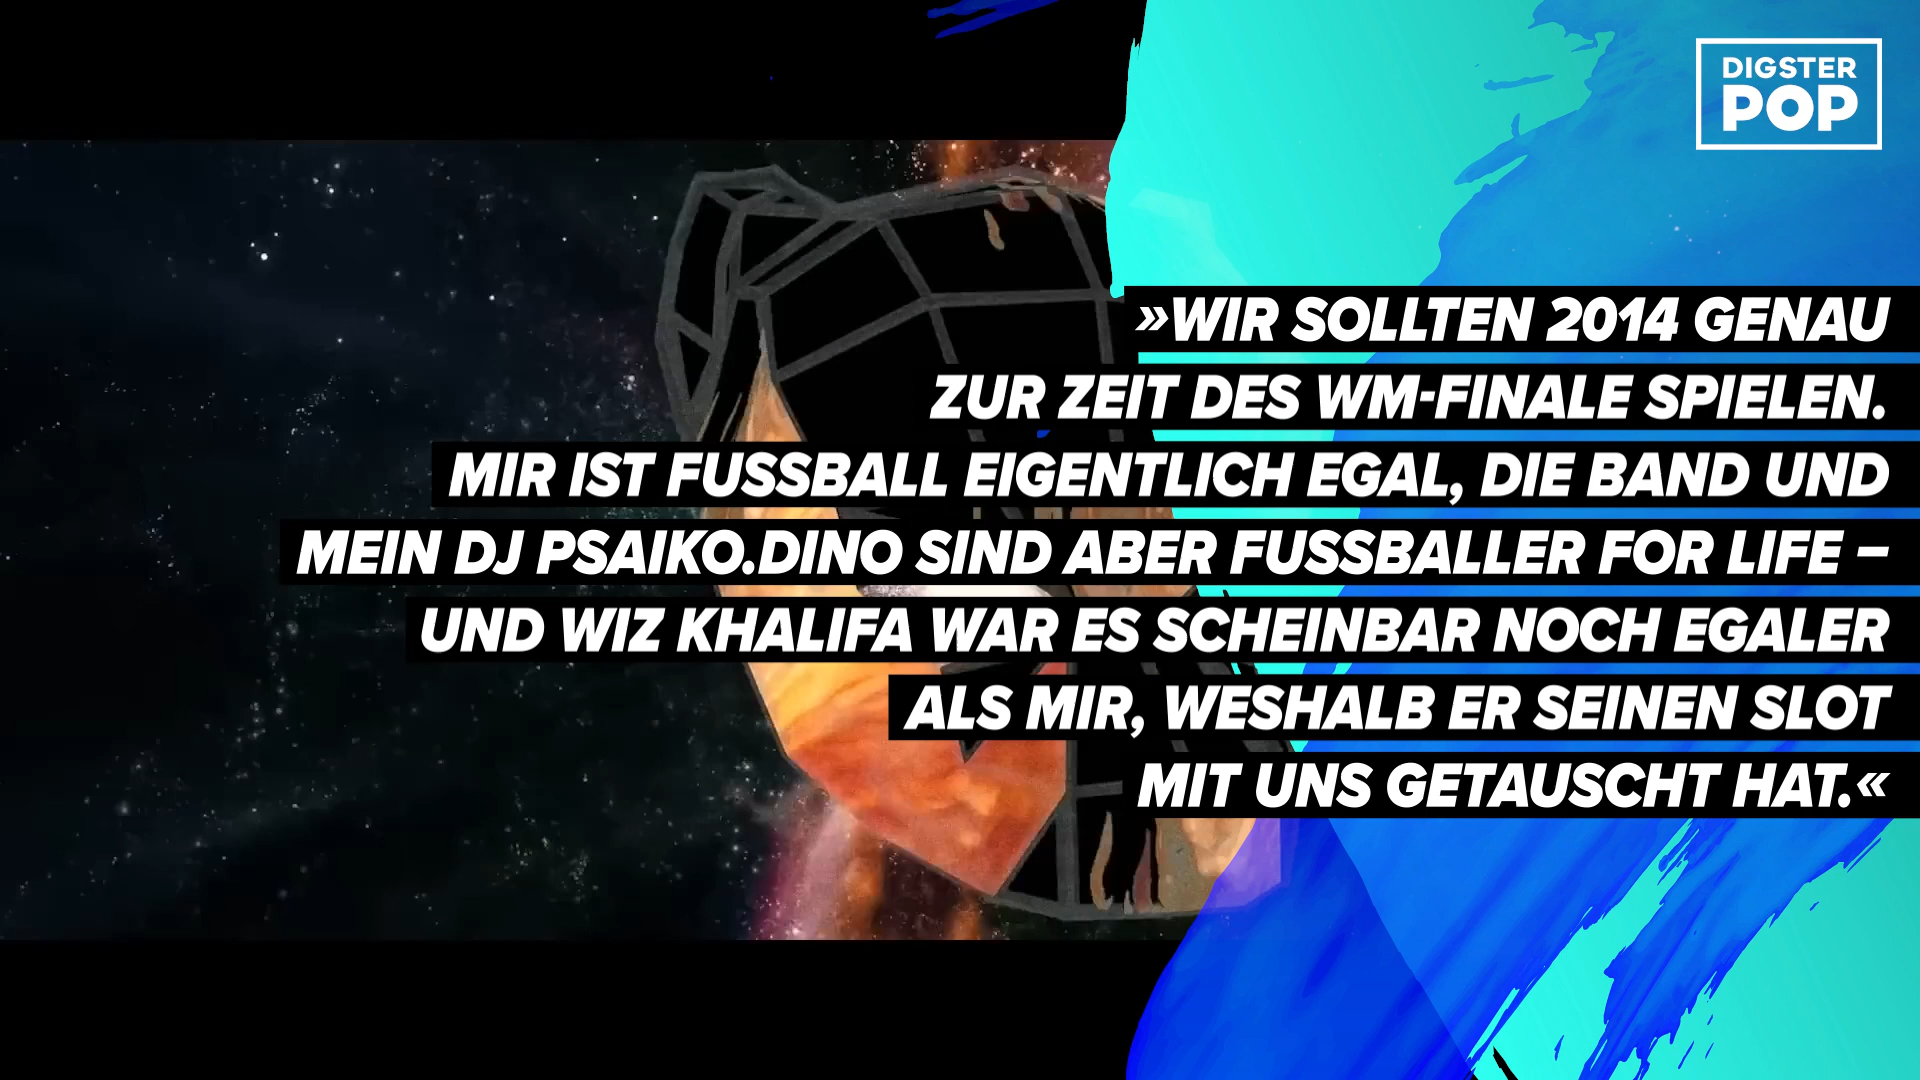 DIGSTER
POP
»WIR SOLLTEN 2014 GENAU
ZUR ZEIT DES WM-FINALE SPIELEN.
MIR IST FUSSBALL EIGENTLICH EGAL, DIE BAND UND
MEIN DJ PSAIKO.DINO SIND ABER FUSSBALLER FOR LIFE –
UND WIZ KHALIFA WAR ES SCHEINBAR NOCH EGALER
ALS MIR, WESHALB ER SEINEN SLOT
MIT UNS GETAUSCHT HAT.«